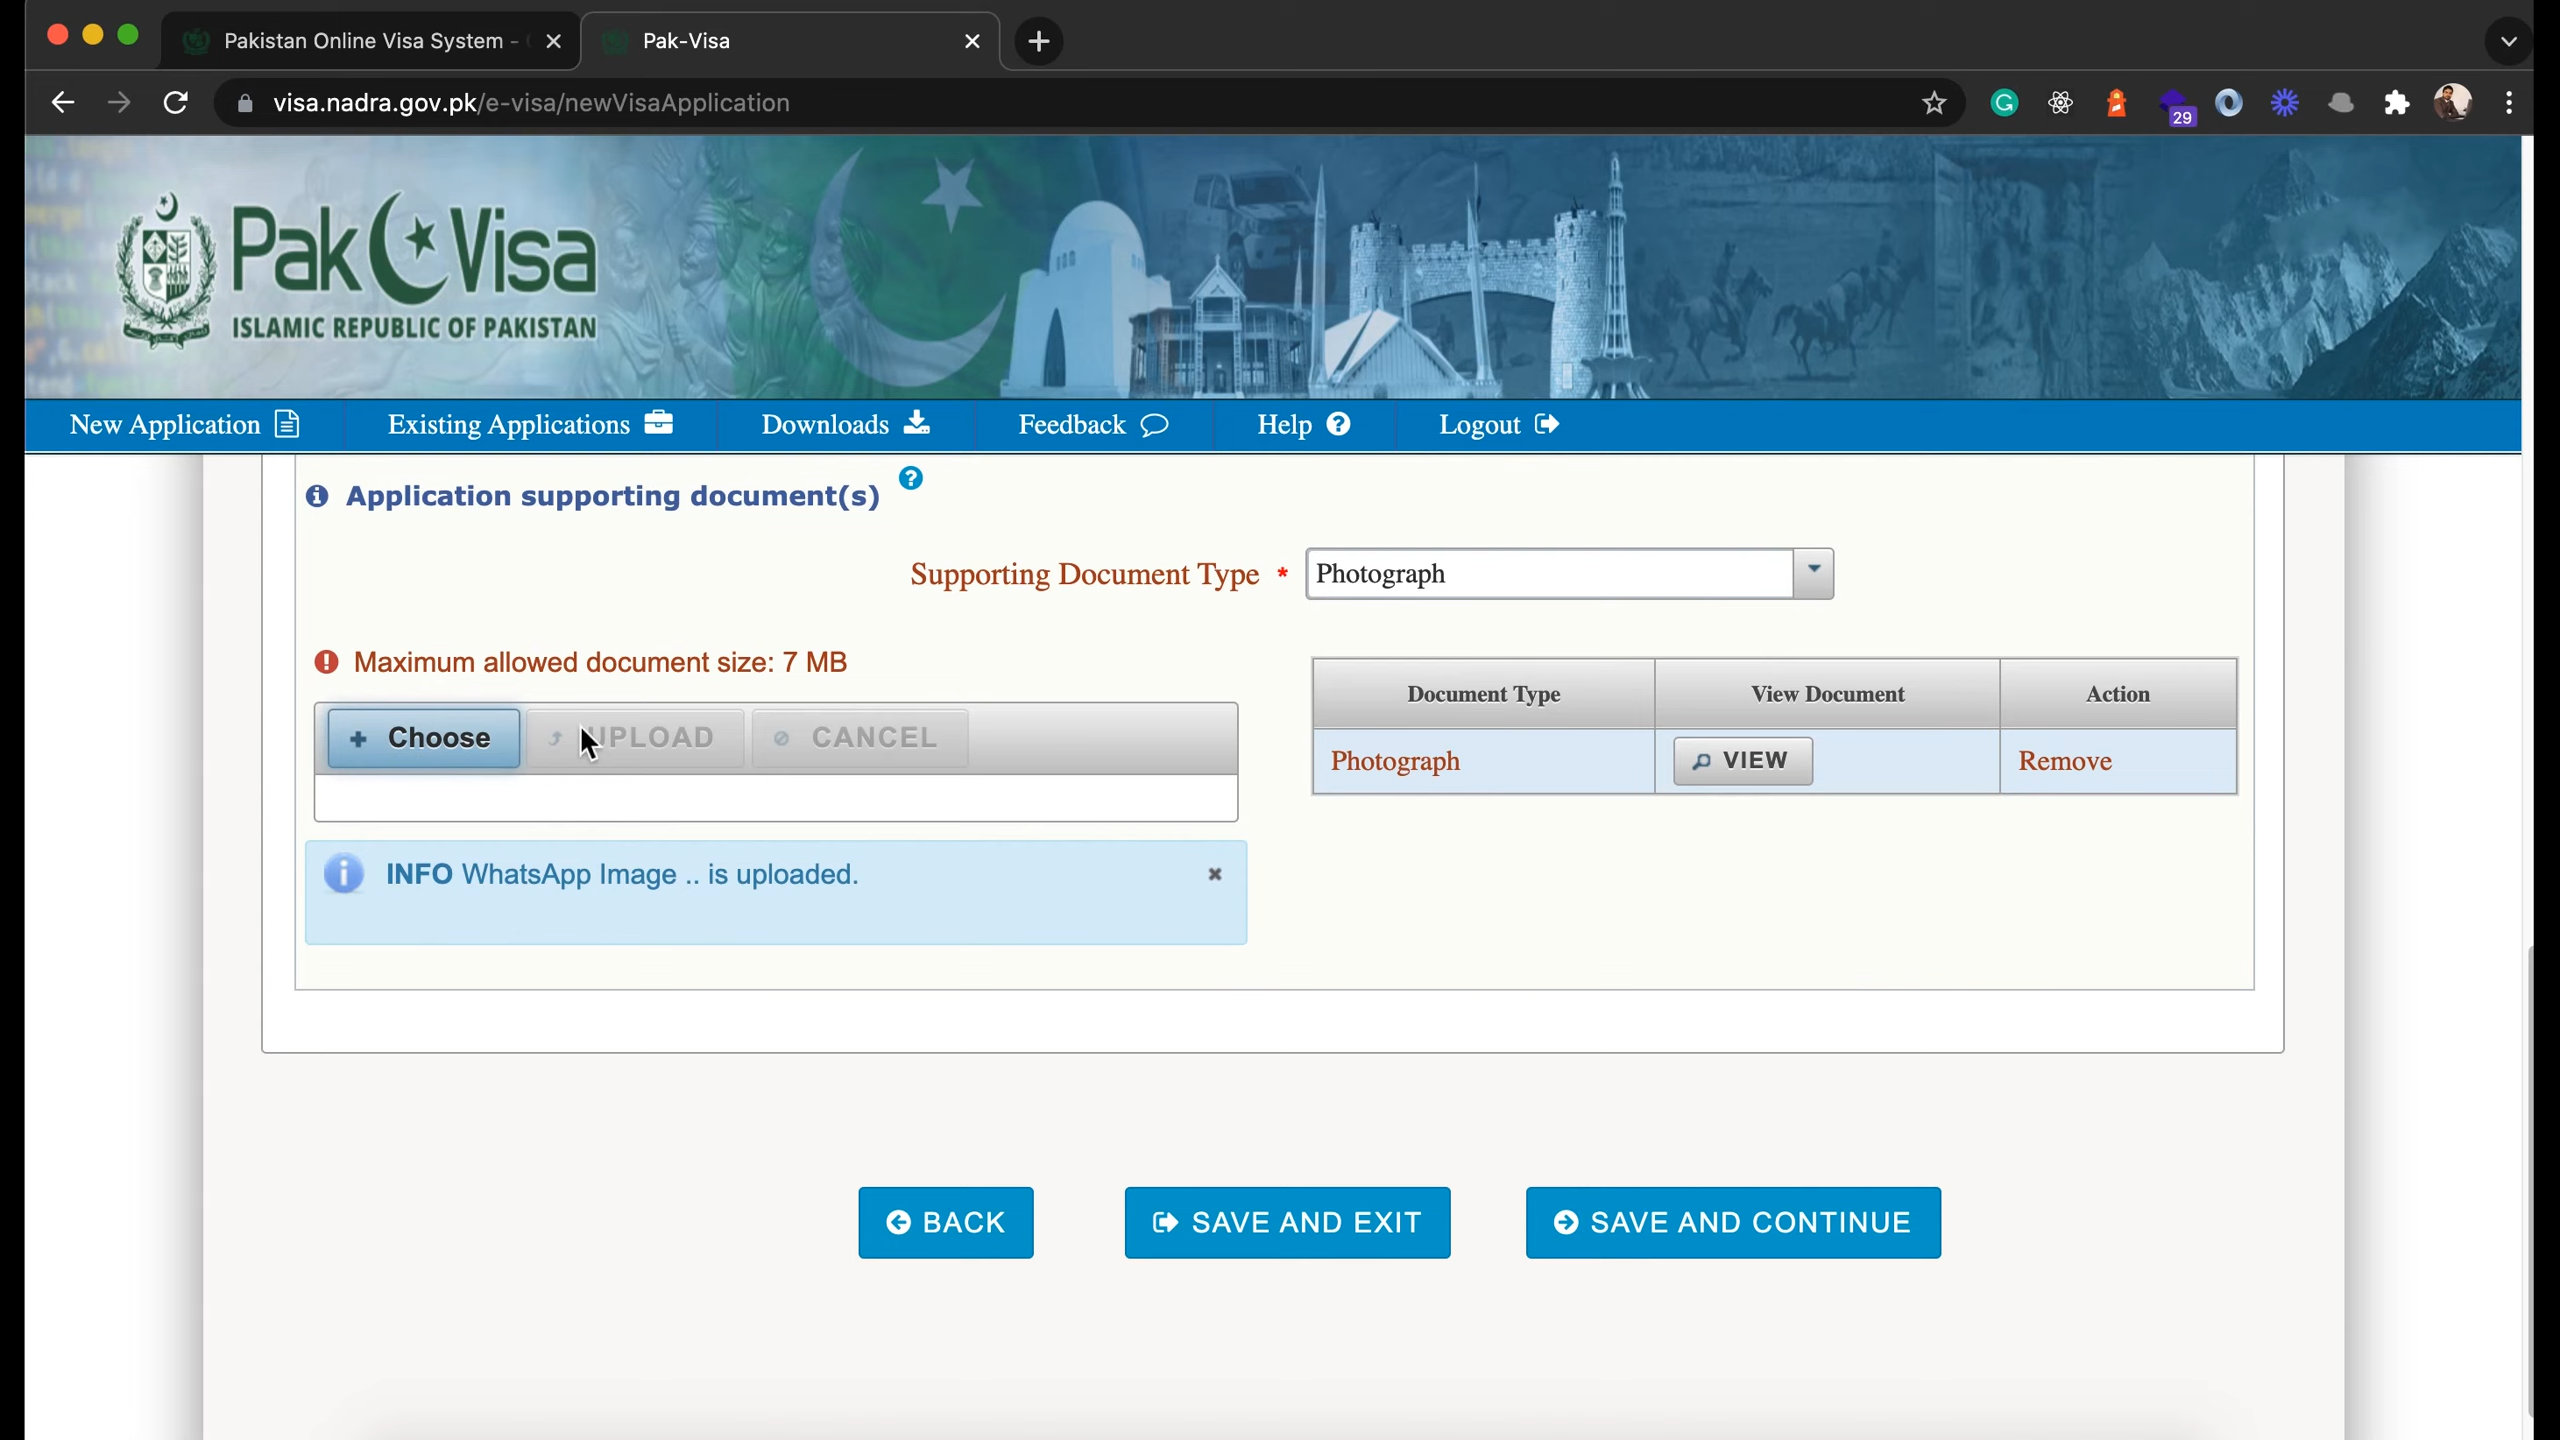 Pakistan Online Visa System -
Pak-Visa
visa.nadra.gov.pk/e-visa/newVisaApplication
29
Pak Visa
ISLAMIC REPUBLIC OF PAKISTAN
New Application
Existing Applications
Downloads
Feedback
Help
Logout
Application supporting document(s)
Supporting Document Type * Photograph
Maximum allowed document size: 7 MB
Choose UPLOAD CANCEL
Document Type View Document Action
Photograph VIEW Remove
INFO WhatsApp Image .. is uploaded.
BACK
SAVE AND EXIT
SAVE AND CONTINUE